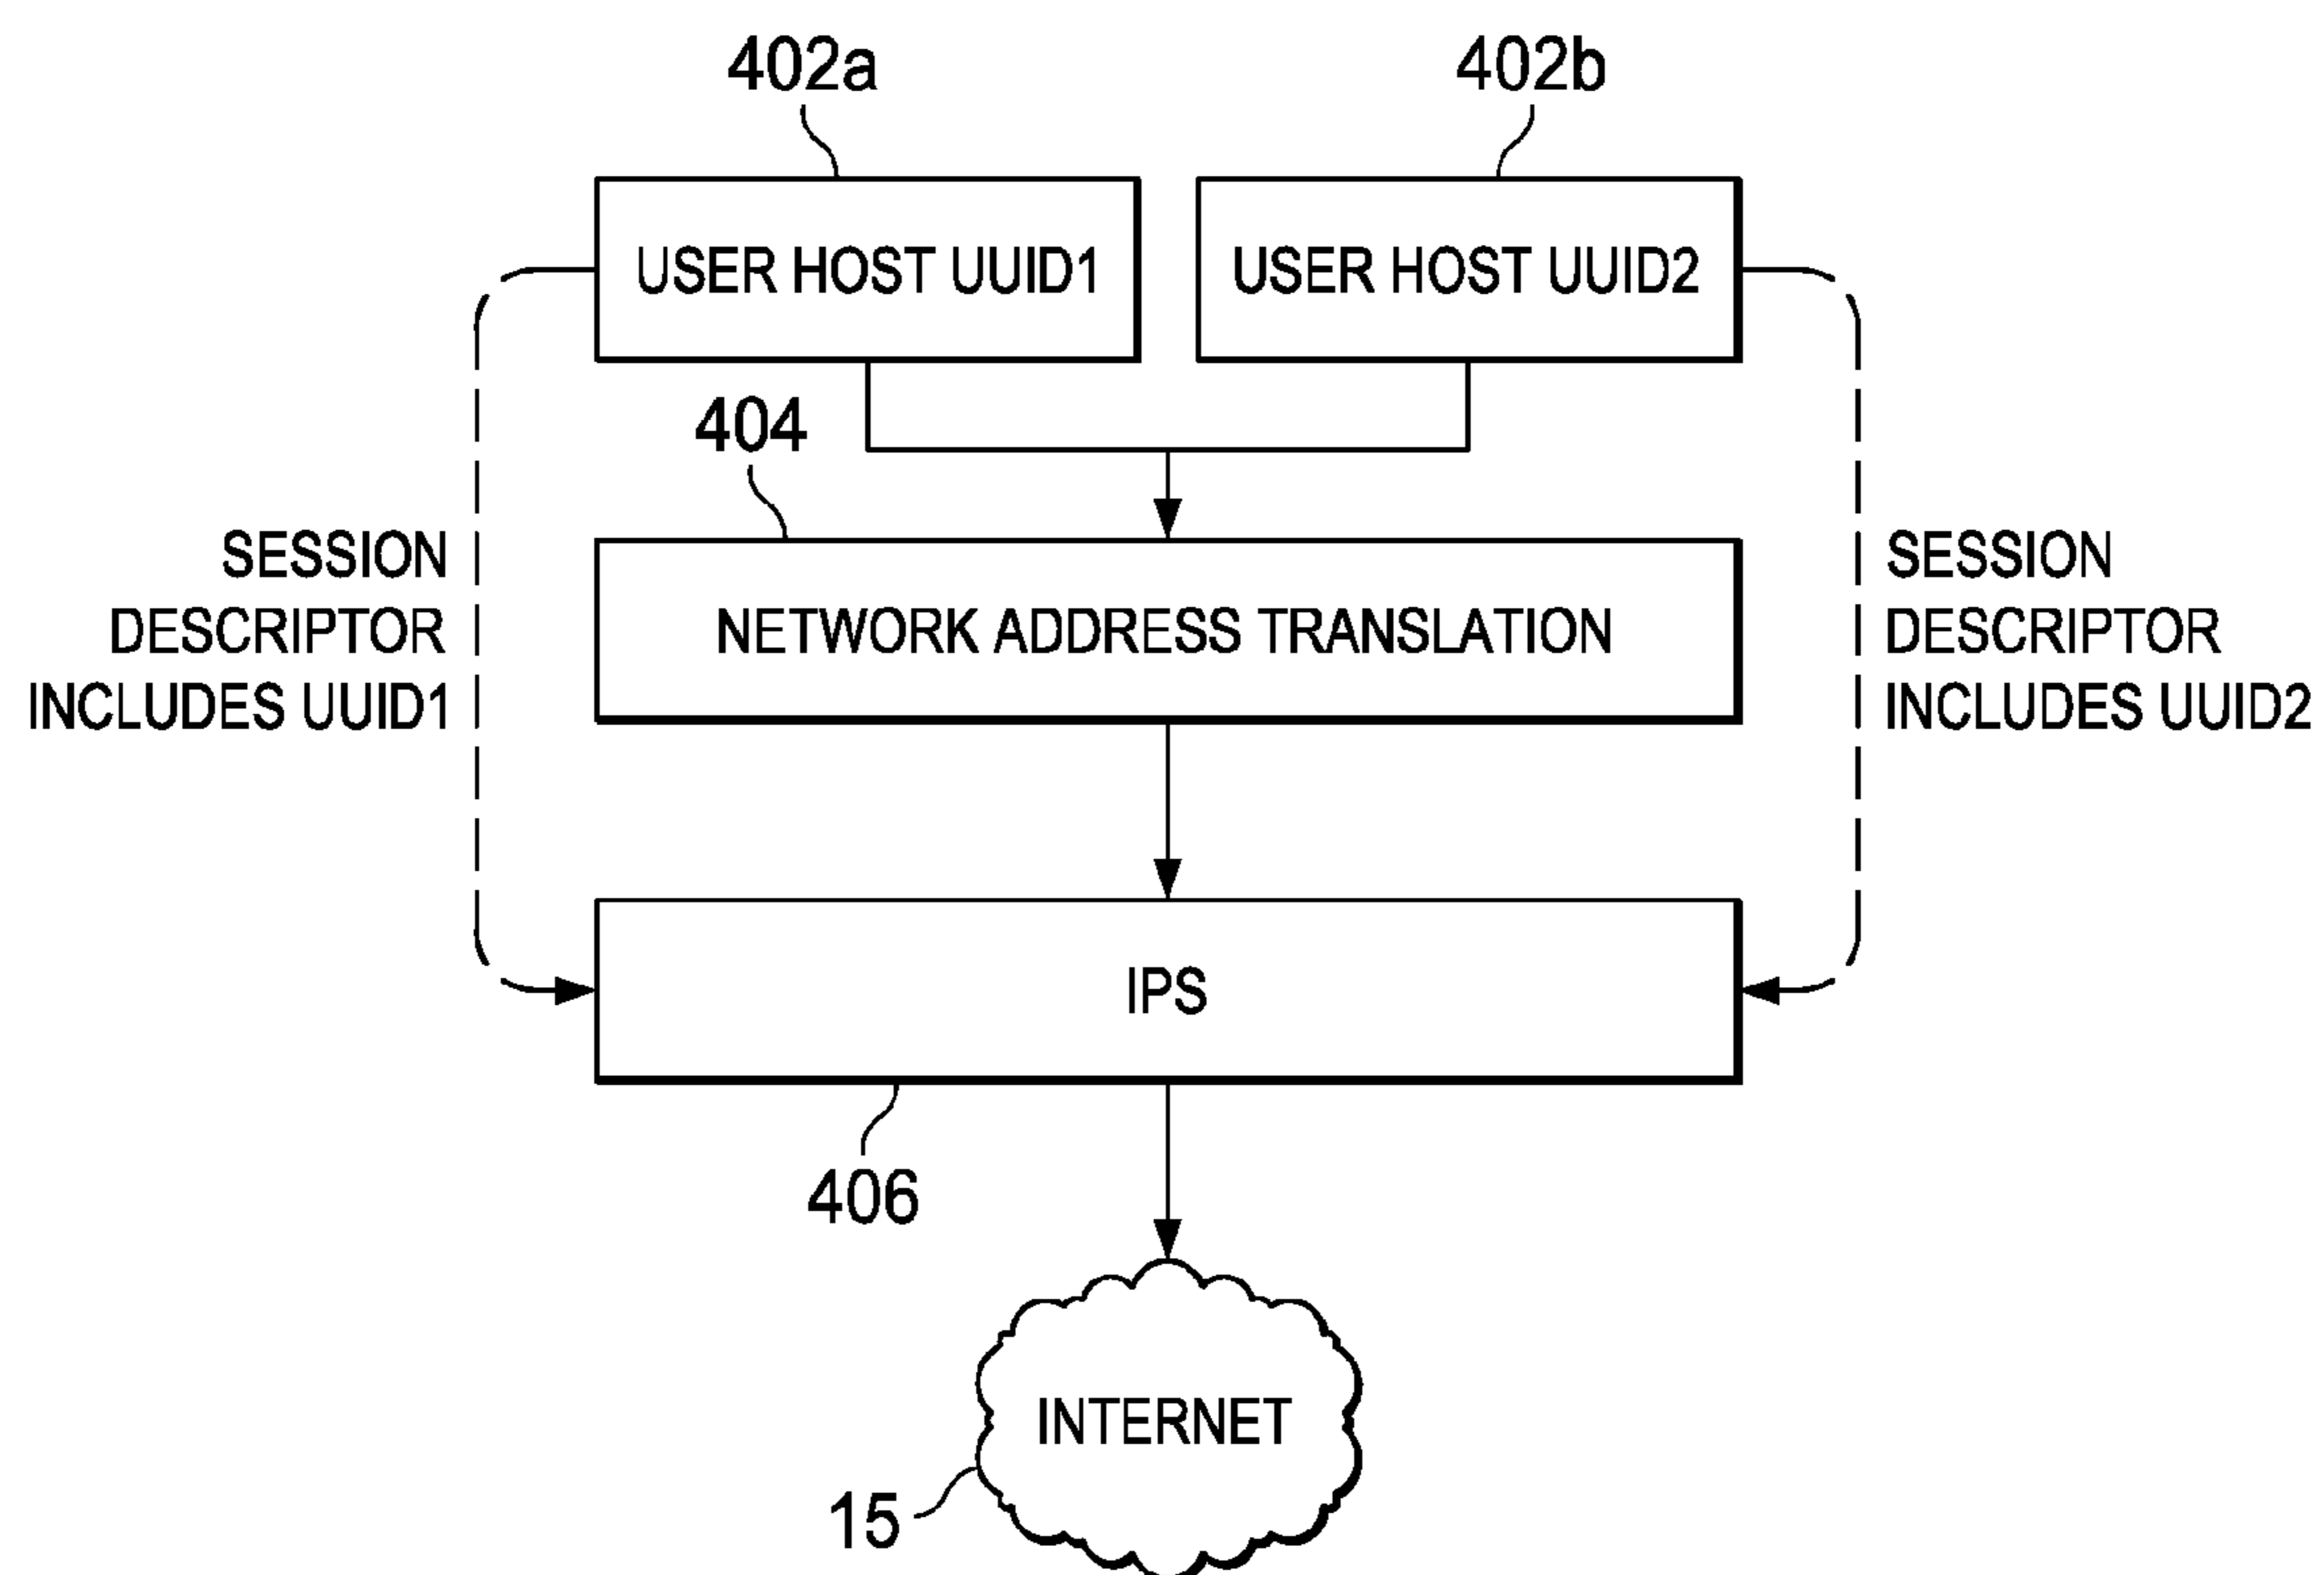 402a
402b
USER HOST UUID1
USER HOST UUID2
404
SESSION
DESCRIPTOR
INCLUDES UUID1
NETWORK ADDRESS TRANSLATION
SESSION
DESCRIPTOR
INCLUDES UUID2
IPS
406
INTERNET
15